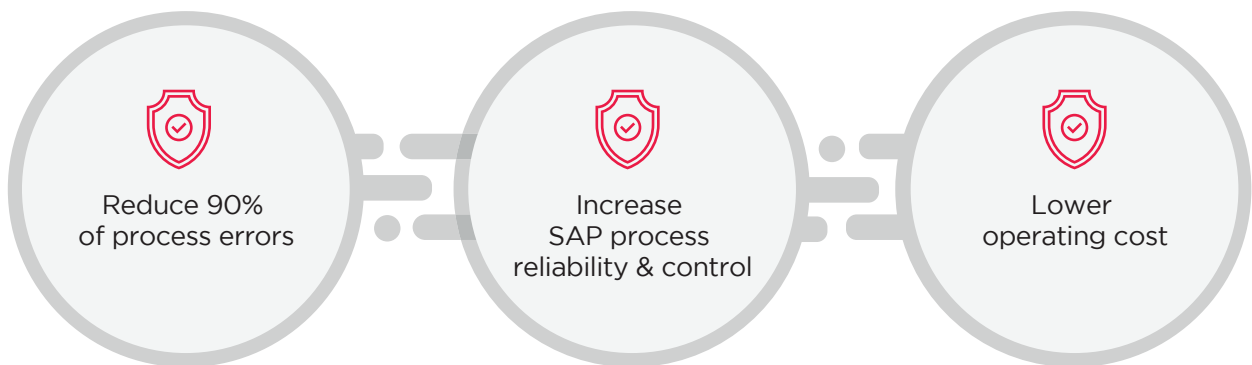 Reduce 90%
of process errors
Increase
SAP process
reliability & control
Lower
operating cost